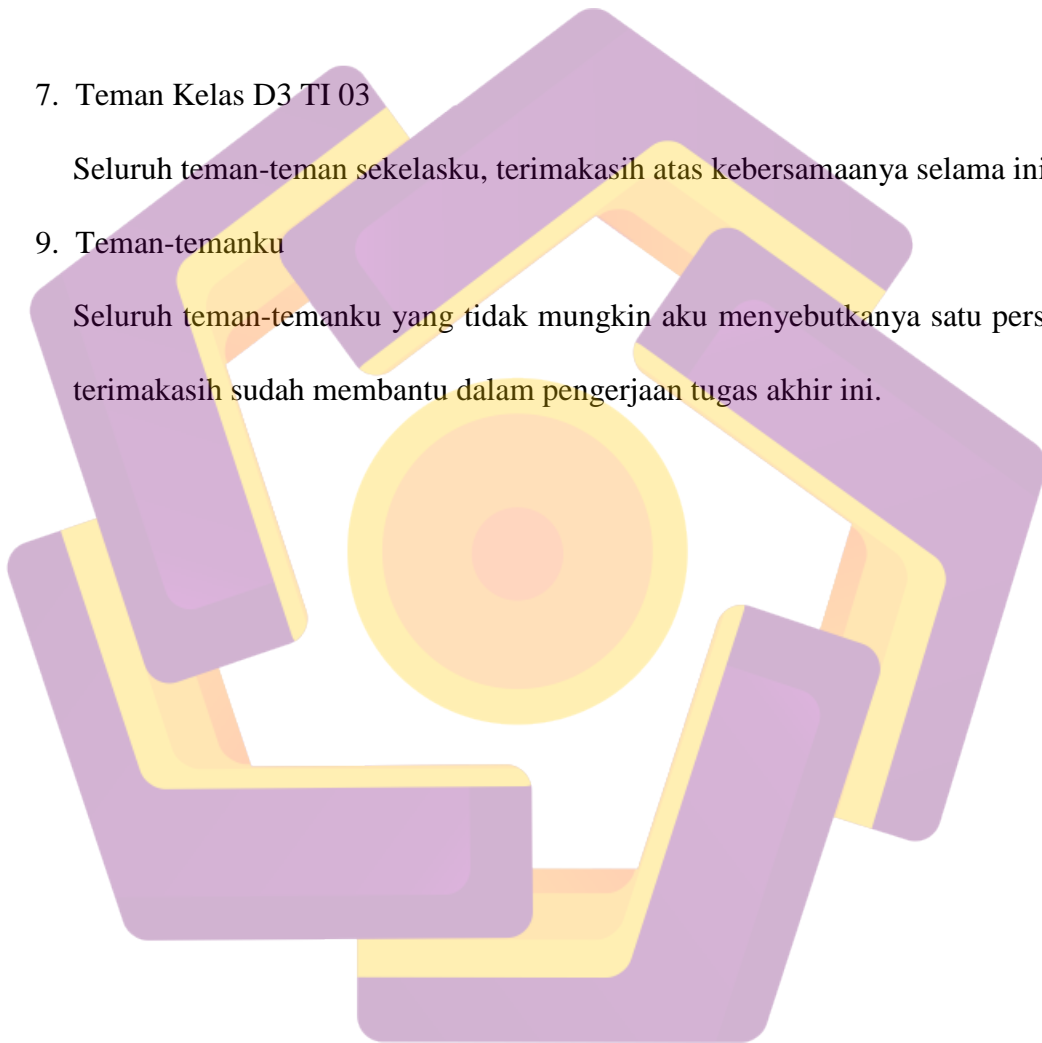 7. Teman Kelas D3 TI 03
Seluruh teman-teman sekelasku, terimakasih atas kebersamaanya selama ini
9. Teman-temanku
Seluruh teman-temanku yang tidak mungkin aku menyebutkanya satu pers
terimakasih sudah membantu dalam pengerjaan tugas akhir ini.